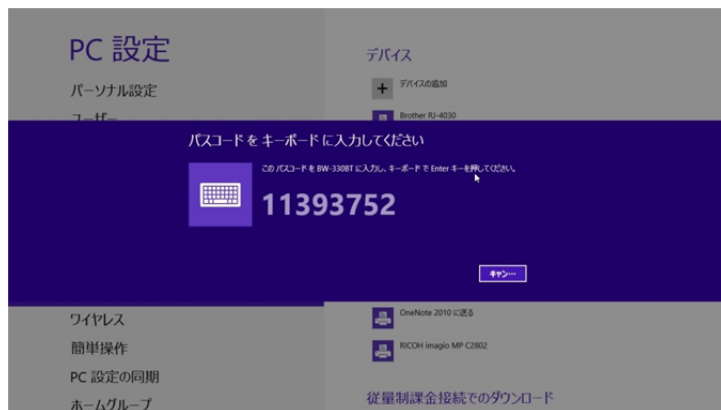 PC 設定
パーソナル設定
ユーザー
デバイス
デバイスの追加
Brother RJ-4030
パスコードをキーボードに入力してください
このパスコードを BW-330BT に入力し、キーボードで Enter キーを押してください。
11393752
キャン…
ワイヤレス
簡単操作
PC 設定の同期
ホームグループ
OneNote 2010 に送る
RICOH imagio MP C2802
従量制課金接続でのダウンロード